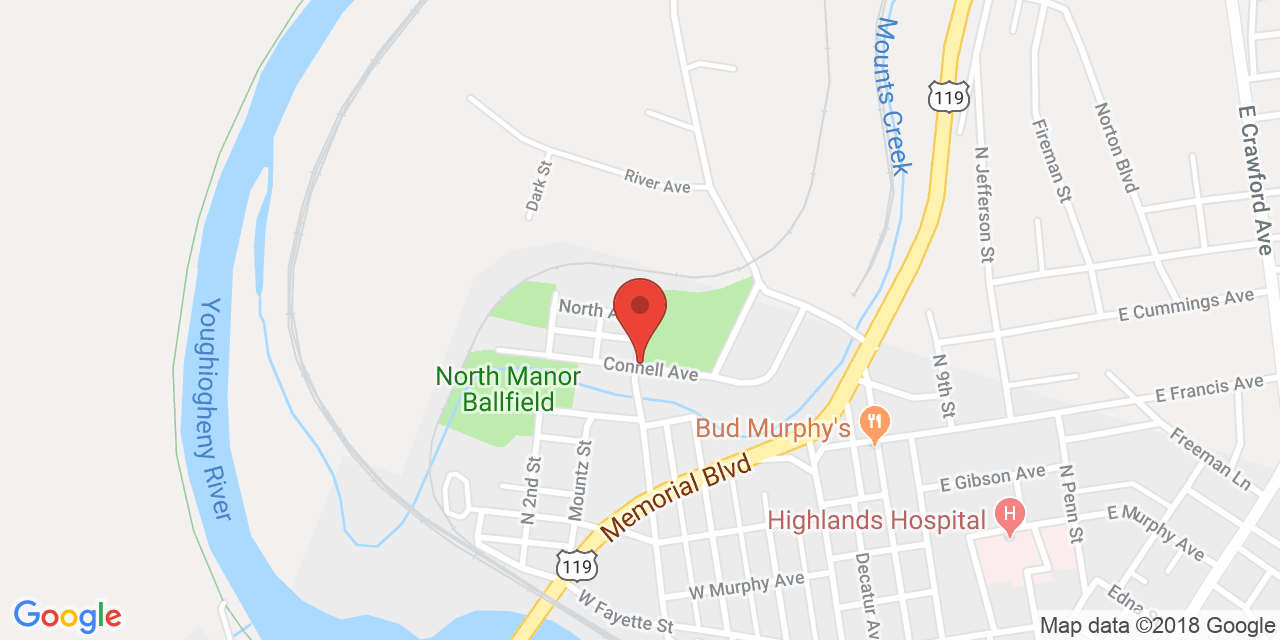 Mounts Creek
119
E Crawford Ave
Norton Blvd
Fireman St
N Jefferson St
Dark St
River Ave
E Cummings Ave
North A
Youghiogheny River
Connell Ave
North Manor
Ballfield
N 9th St
E Francis Ave
Bud Murphy's
Freeman Ln
Memorial Blvd
N 2nd St
Mountz St
E Gibson Ave
N Penn St
Highlands Hospital
H
E Murphy Ave
119
W Murphy Ave
Decatur Av
W Fayette St
Edna S
Google
Map data ©2018 Google